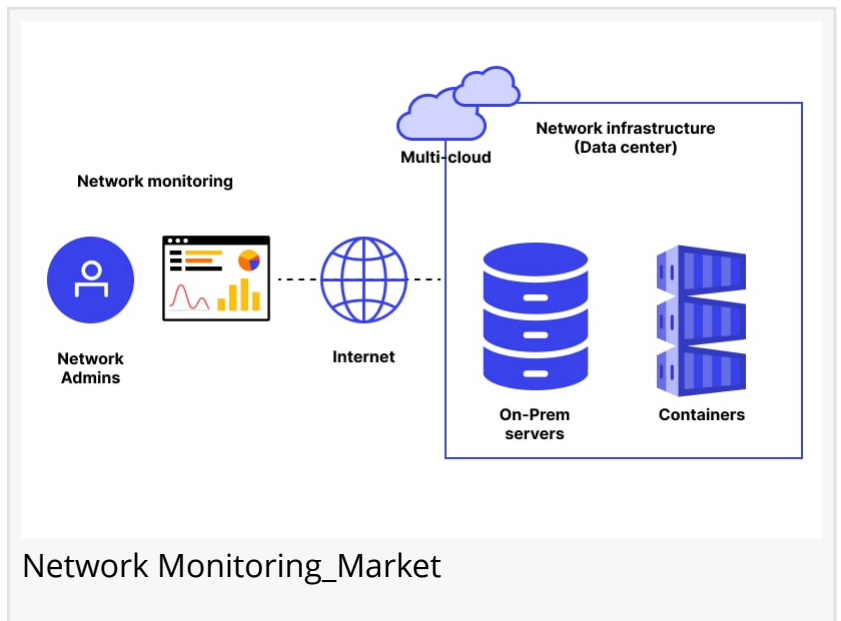 Multi-cloud
Network infrastructure
(Data center)
Network monitoring
Network
Admins
Internet
On-Prem
servers
Containers
Network Monitoring_Market